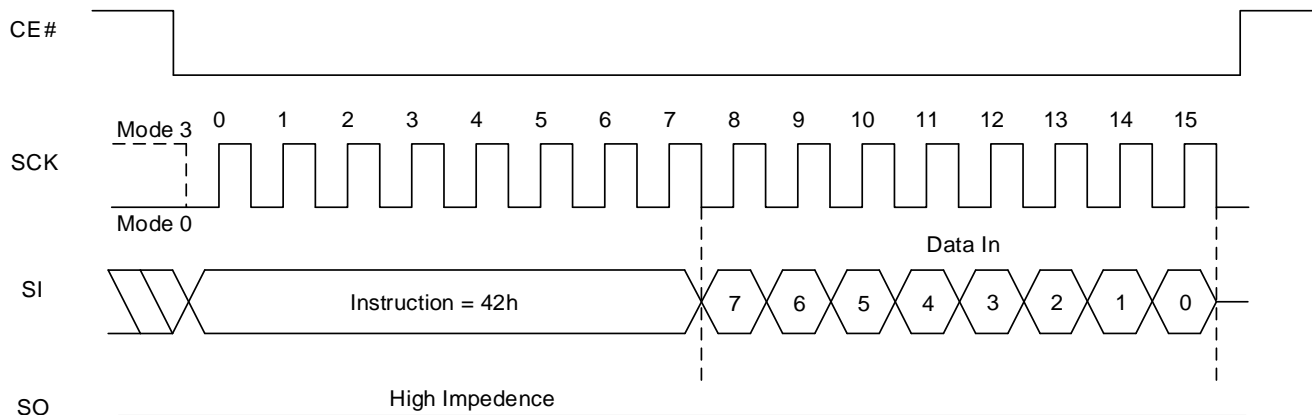 CE#
0 1 2 3 4 5 6 7 8 9 10 11 12 13 14 15
Mode 3
SCK
Mode 0
Data In
SI
Instruction = 42h
7 6 5 4 3 2 1 0
High Impedence
SO